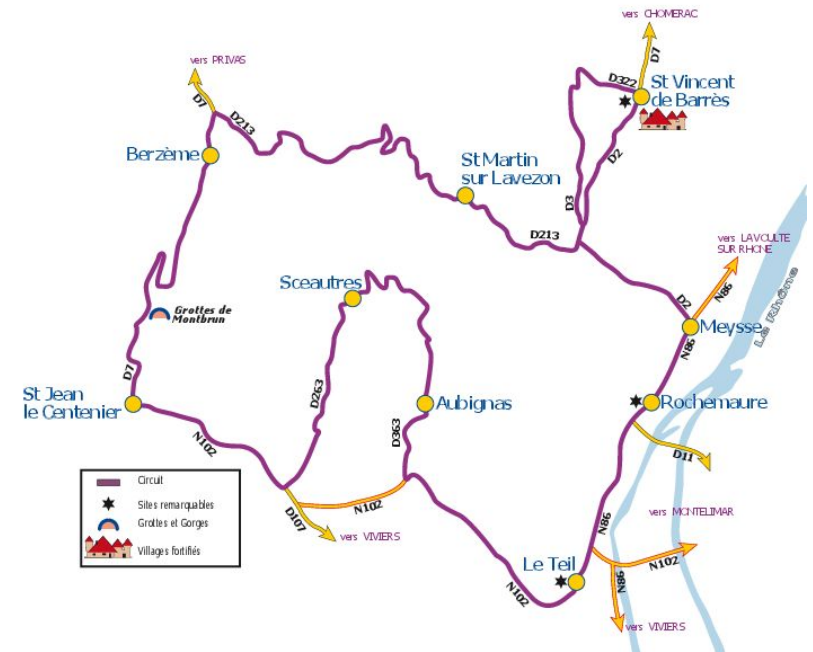 vers CHOMERAC
D7
vers PRIVAS
D7
D213
D322
St Vincent
de Barrès
Berzème
D2
St Martin
sur Lavezon
D3
D213
vers LAVOULTE
SUR RHONE
N86
Le Rhône
Sceautres
D2
Meysse
Grottes de
Montbrun
N86
D7
St Jean
le Centenier
D263
Aubignas
Rochemaure
D363
N102
D11
Circuit
Sites remarquables
Grottes et Gorges
Villages fortifiés
N102
D107
vers VIVIERS
vers MONTELIMAR
N86
Le Teil
N102
N102
N86
vers VIVIERS